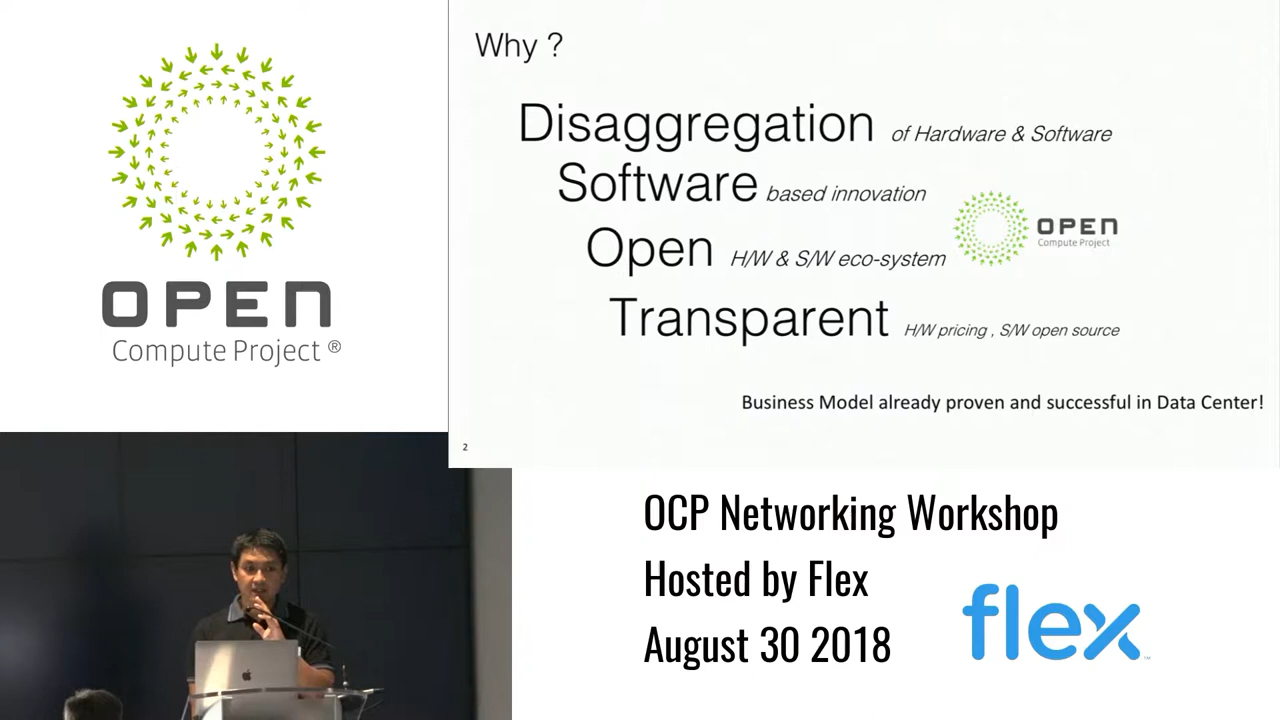 OPEN
Compute Project ®
Why ?
Disaggregation of Hardware & Software
Software based innovation
Open H/W & S/W eco-system
OPEN
Compute Project
Transparent H/W pricing , S/W open source
Business Model already proven and successful in Data Center!
2
OCP Networking Workshop
Hosted by Flex
August 30 2018
flex